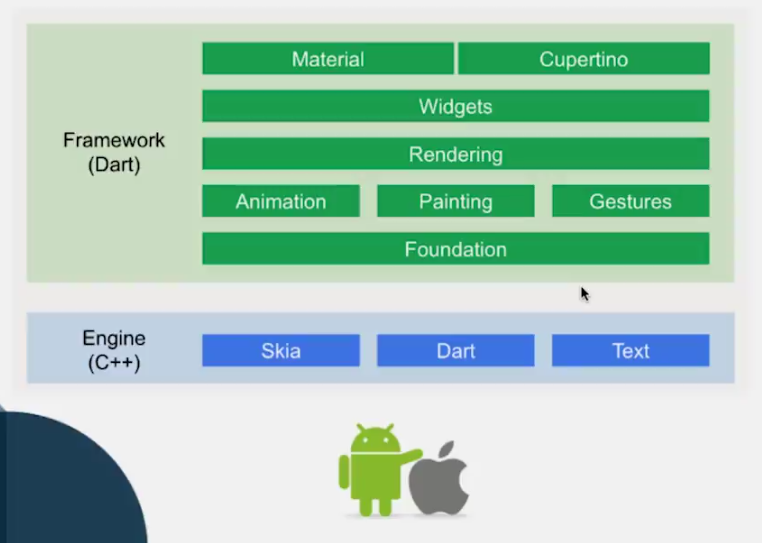 Material
Cupertino
Widgets
Framework
(Dart)
Rendering
Animation
Painting
Gestures
Foundation
Engine
(C++)
Skia
Dart
Text